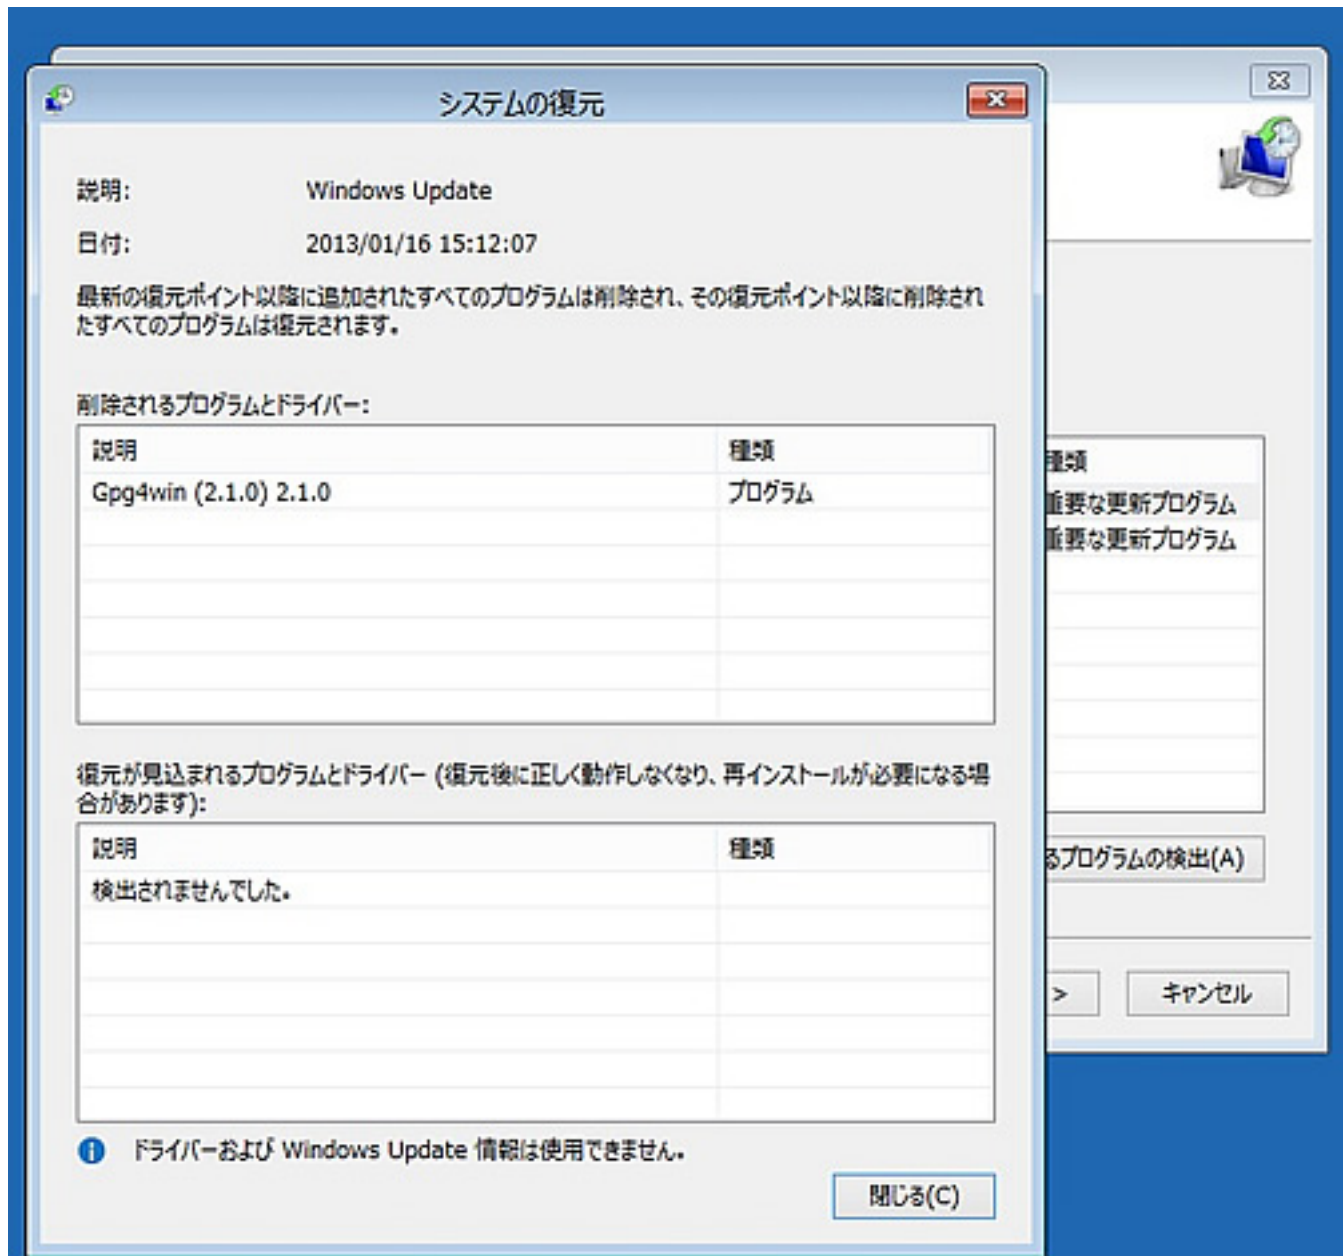 システムの復元
説明: Windows Update
日付: 2013/01/16 15:12:07
最新の復元ポイント以降に追加されたすべてのプログラムは削除され、その復元ポイント以降に削除され
たすべてのプログラムは復元されます。
削除されるプログラムとドライバー:
説明 種類
Gpg4win (2.1.0) 2.1.0 プログラム
復元が見込まれるプログラムとドライバー (復元後に正しく動作しなくなり、再インストールが必要になる場
合があります):
説明 種類
検出されませんでした。
ドライバーおよび Windows Update 情報は使用できません。
閉じる(C)
種類
重要な更新プログラム
重要な更新プログラム
るプログラムの検出(A)
>
キャンセル